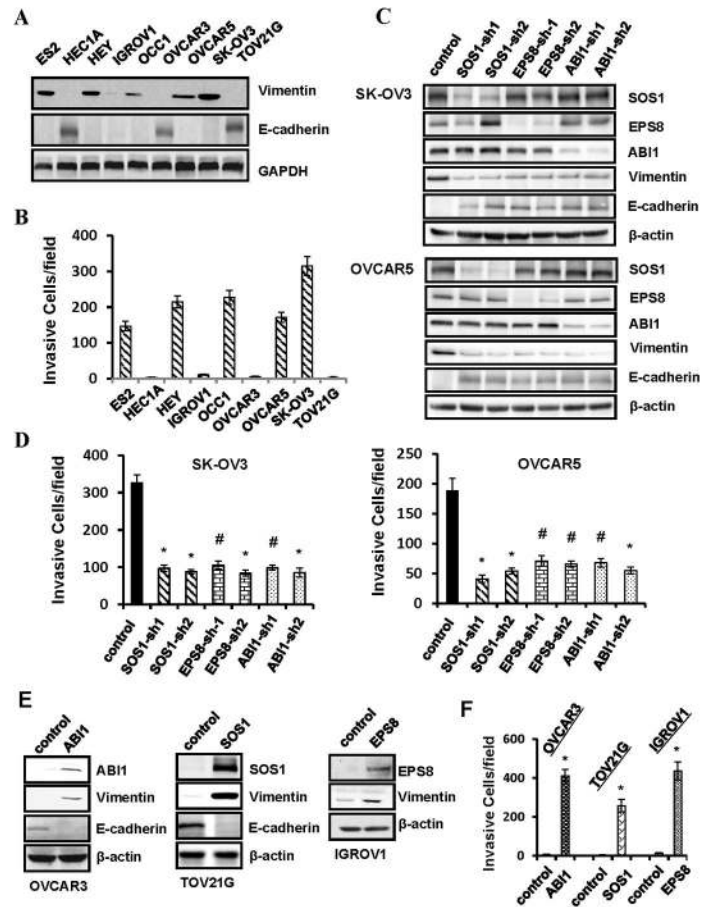 A
ES2 HEC1A HEY IGROV1 OCC1 OVCAR3 OVCAR5 SK-OV3 TOV21G
Vimentin
E-cadherin
GAPDH
B
Invasive Cells/field
400
300
200
100
0
ES2 HEC1A HEY IGROV1 OCC1 OVCAR3 OVCAR5 SK-OV3 TOV21G
C
control SOS1-sh1 SOS1-sh2 EPS8-sh-1 EPS8-sh2 ABI1-sh1 ABI1-sh2
SK-OV3
SOS1
EPS8
ABI1
Vimentin
E-cadherin
β-actin
OVCAR5
SOS1
EPS8
ABI1
Vimentin
E-cadherin
β-actin
D
SK-OV3
Invasive Cells/field
400
300
200
100
0
* * # * # *
control SOS1-sh1 SOS1-sh2 EPS8-sh-1 EPS8-sh2 ABI1-sh1 ABI1-sh2
OVCAR5
Invasive Cells/field
250
200
150
100
50
0
* * # # # *
control SOS1-sh1 SOS1-sh2 EPS8-sh-1 EPS8-sh2 ABI1-sh1 ABI1-sh2
E
control ABI1
ABI1
Vimentin
E-cadherin
β-actin
OVCAR3
control SOS1
SOS1
Vimentin
E-cadherin
β-actin
TOV21G
control EPS8
EPS8
Vimentin
β-actin
IGROV1
F
OVCAR3 TOV21G IGROV1
Invasive Cells/field
600
400
200
0
* * *
control ABI1 control SOS1 control EPS8